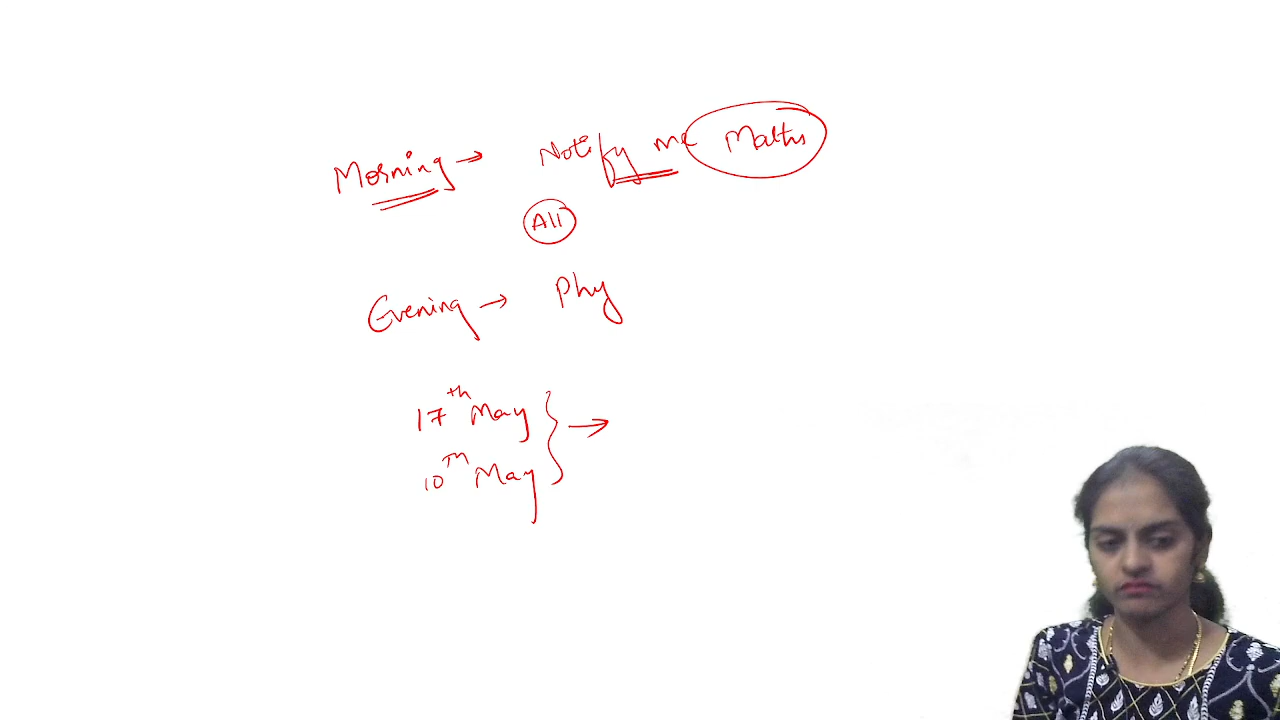 Morning → Notify me Maths
All
Evening → Phy
17th May
10Th May } →